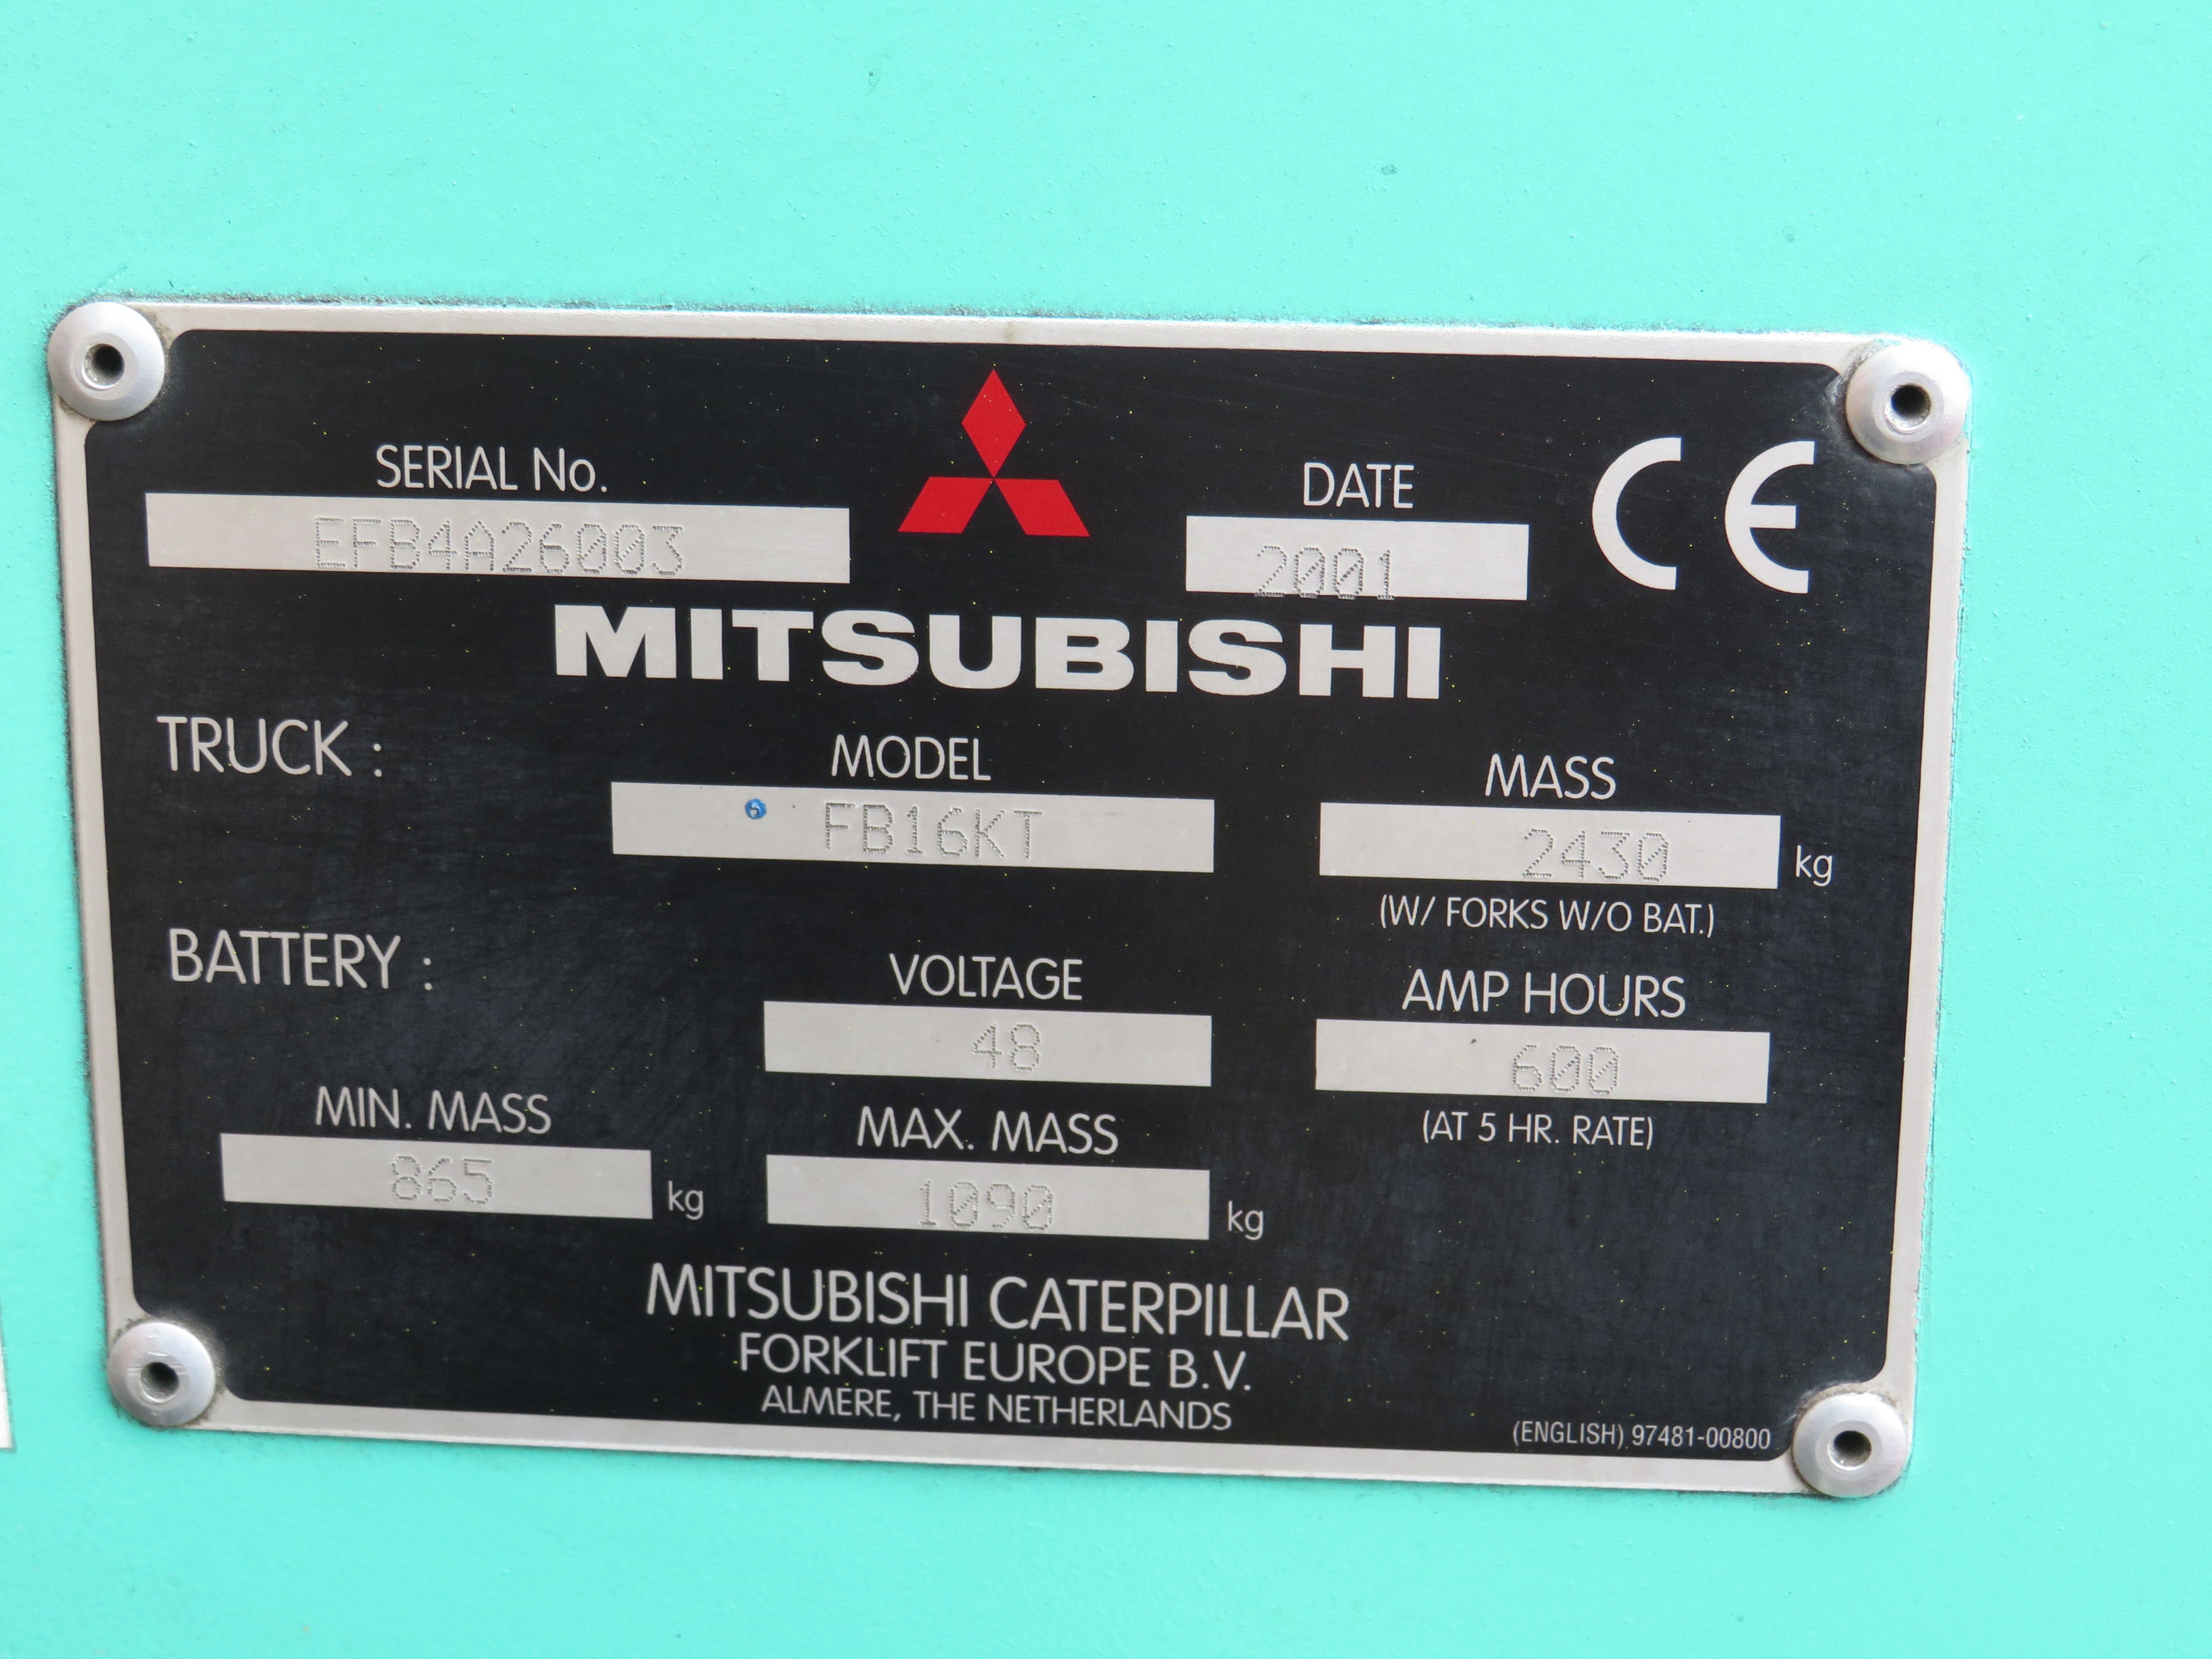 SERIAL No.
DATE
CE
EFB4A26003
2001
MITSUBISHI
TRUCK :
MODEL
MASS
FB16KT
2430 kg
(W/ FORKS W/O BAT.)
BATTERY :
VOLTAGE
AMP HOURS
48
600
(AT 5 HR. RATE)
MIN. MASS
MAX. MASS
865 kg
1090 kg
MITSUBISHI CATERPILLAR
FORKLIFT EUROPE B.V.
ALMERE, THE NETHERLANDS
(ENGLISH) 97481-00800